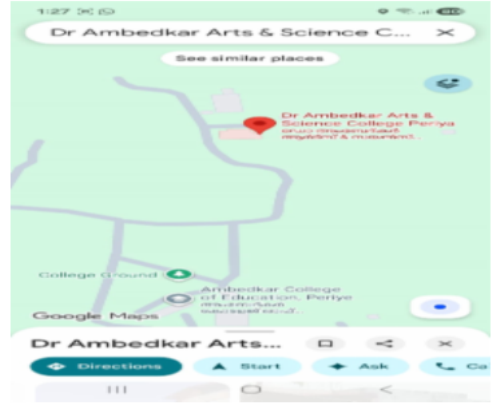 1:27
Dr Ambedkar Arts & Science C...
See similar places
Dr Ambedkar Arts &
Science College Periya
College Ground
Ambedkar College
of Education, Periye
Google Maps
Dr Ambedkar Arts...
Directions
Start
Ask
Ca